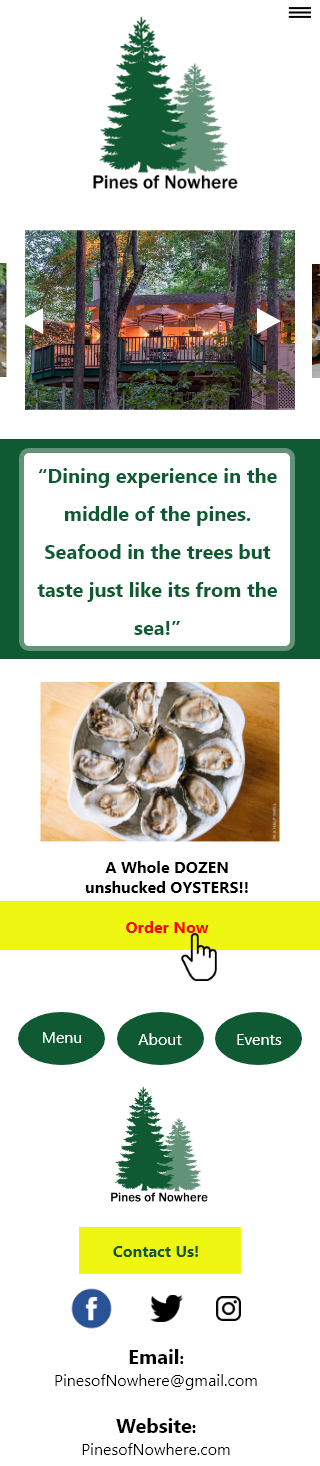 Pines of Nowhere
“Dining experience in the
middle of the pines.
Seafood in the trees but
taste just like its from the
sea!”
A Whole DOZEN
unshucked OYSTERS!!
Order Now
Menu
About
Events
Pines of Nowhere
Contact Us!
Email:
PinesofNowhere@gmail.com
Website:
PinesofNowhere.com